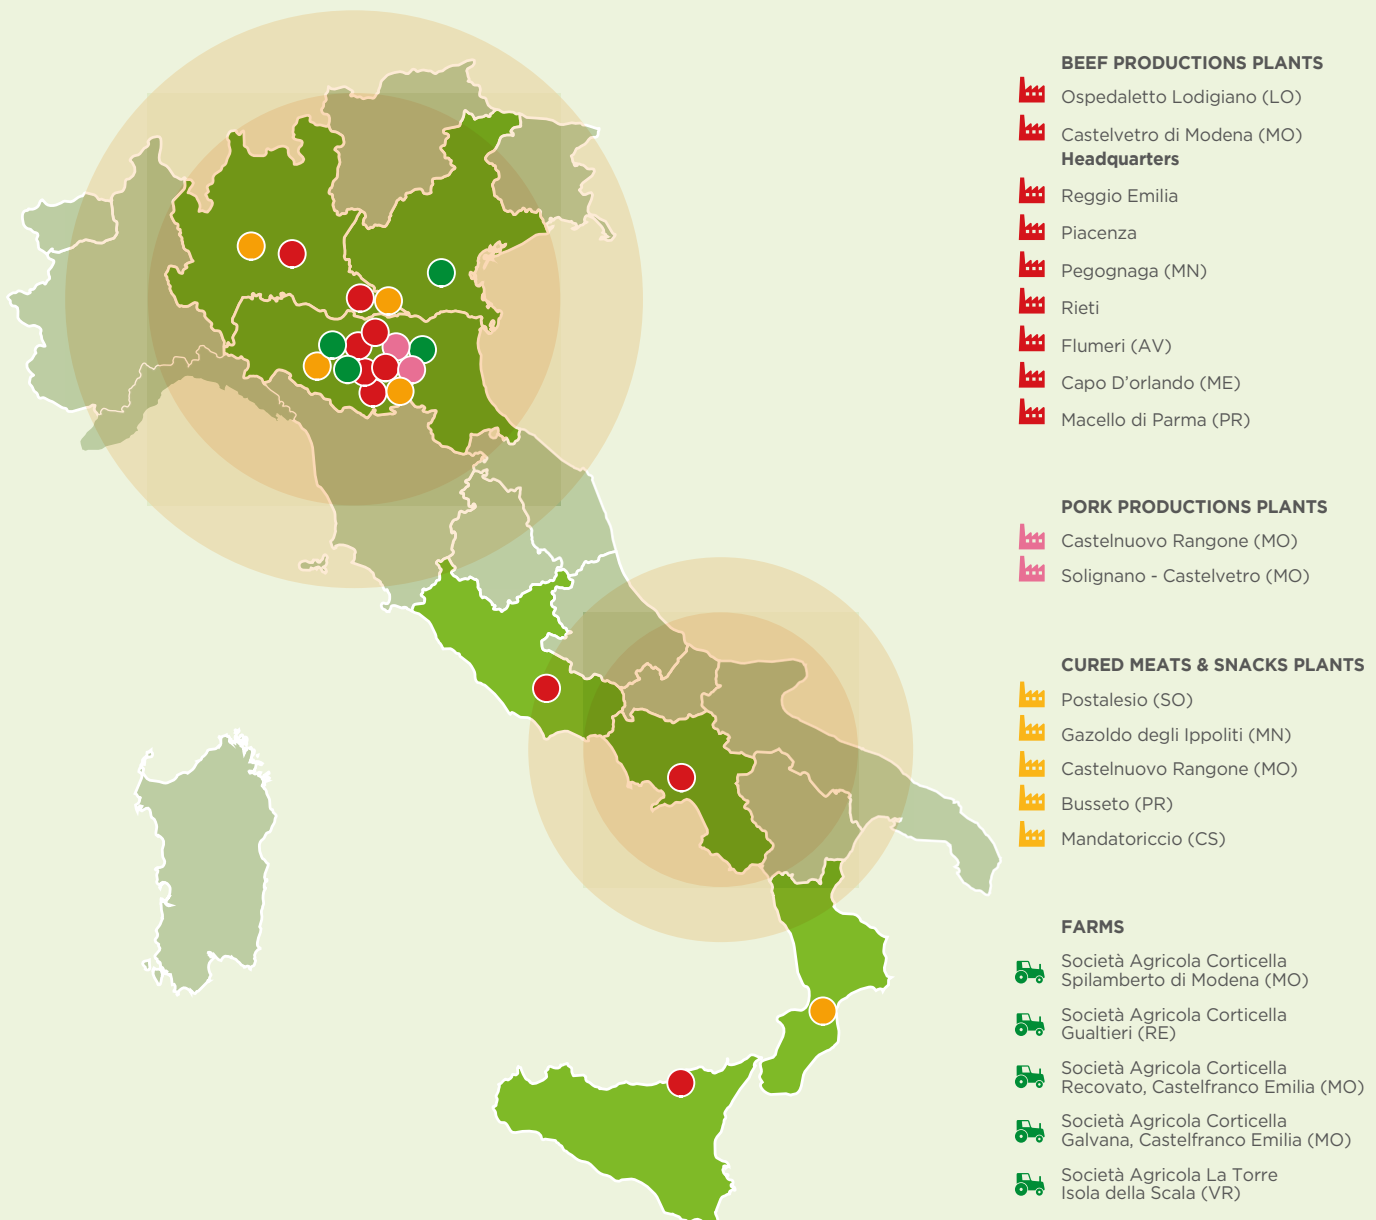 BEEF PRODUCTIONS PLANTS
Ospedaletto Lodigiano (LO)
Castelvetro di Modena (MO)
Headquarters
Reggio Emilia
Piacenza
Pegognaga (MN)
Rieti
Flumeri (AV)
Capo D'orlando (ME)
Macello di Parma (PR)
PORK PRODUCTIONS PLANTS
Castelnuovo Rangone (MO)
Solignano - Castelvetro (MO)
CURED MEATS & SNACKS PLANTS
Postalesio (SO)
Gazoldo degli Ippoliti (MN)
Castelnuovo Rangone (MO)
Busseto (PR)
Mandatoriccio (CS)
FARMS
Società Agricola Corticella
Spilamberto di Modena (MO)
Società Agricola Corticella
Gualtieri (RE)
Società Agricola Corticella
Recovato, Castelfranco Emilia (MO)
Società Agricola Corticella
Galvana, Castelfranco Emilia (MO)
Società Agricola La Torre
Isola della Scala (VR)